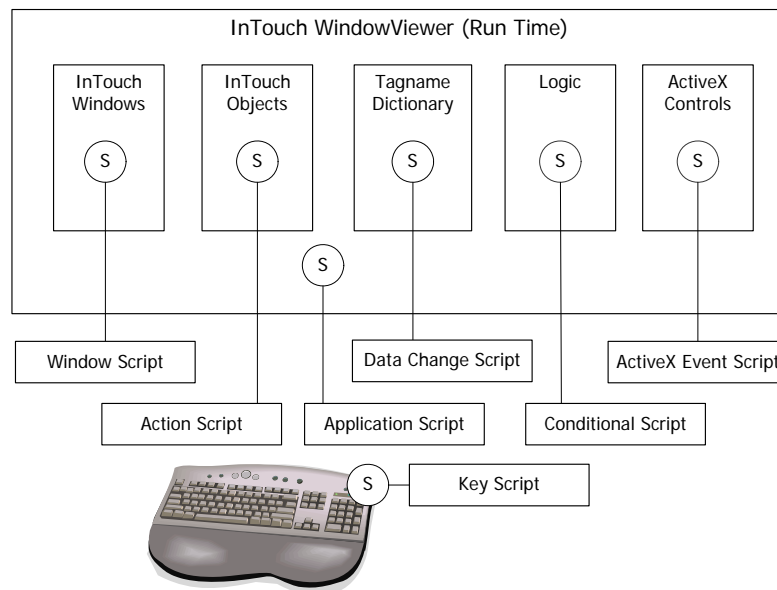 InTouch WindowViewer (Run Time)
InTouch
Windows
InTouch
Objects
Tagname
Dictionary
Logic
ActiveX
Controls
S
S
S
S
S
S
Window Script
Data Change Script
ActiveX Event Script
Action Script
Application Script
Conditional Script
S
Key Script